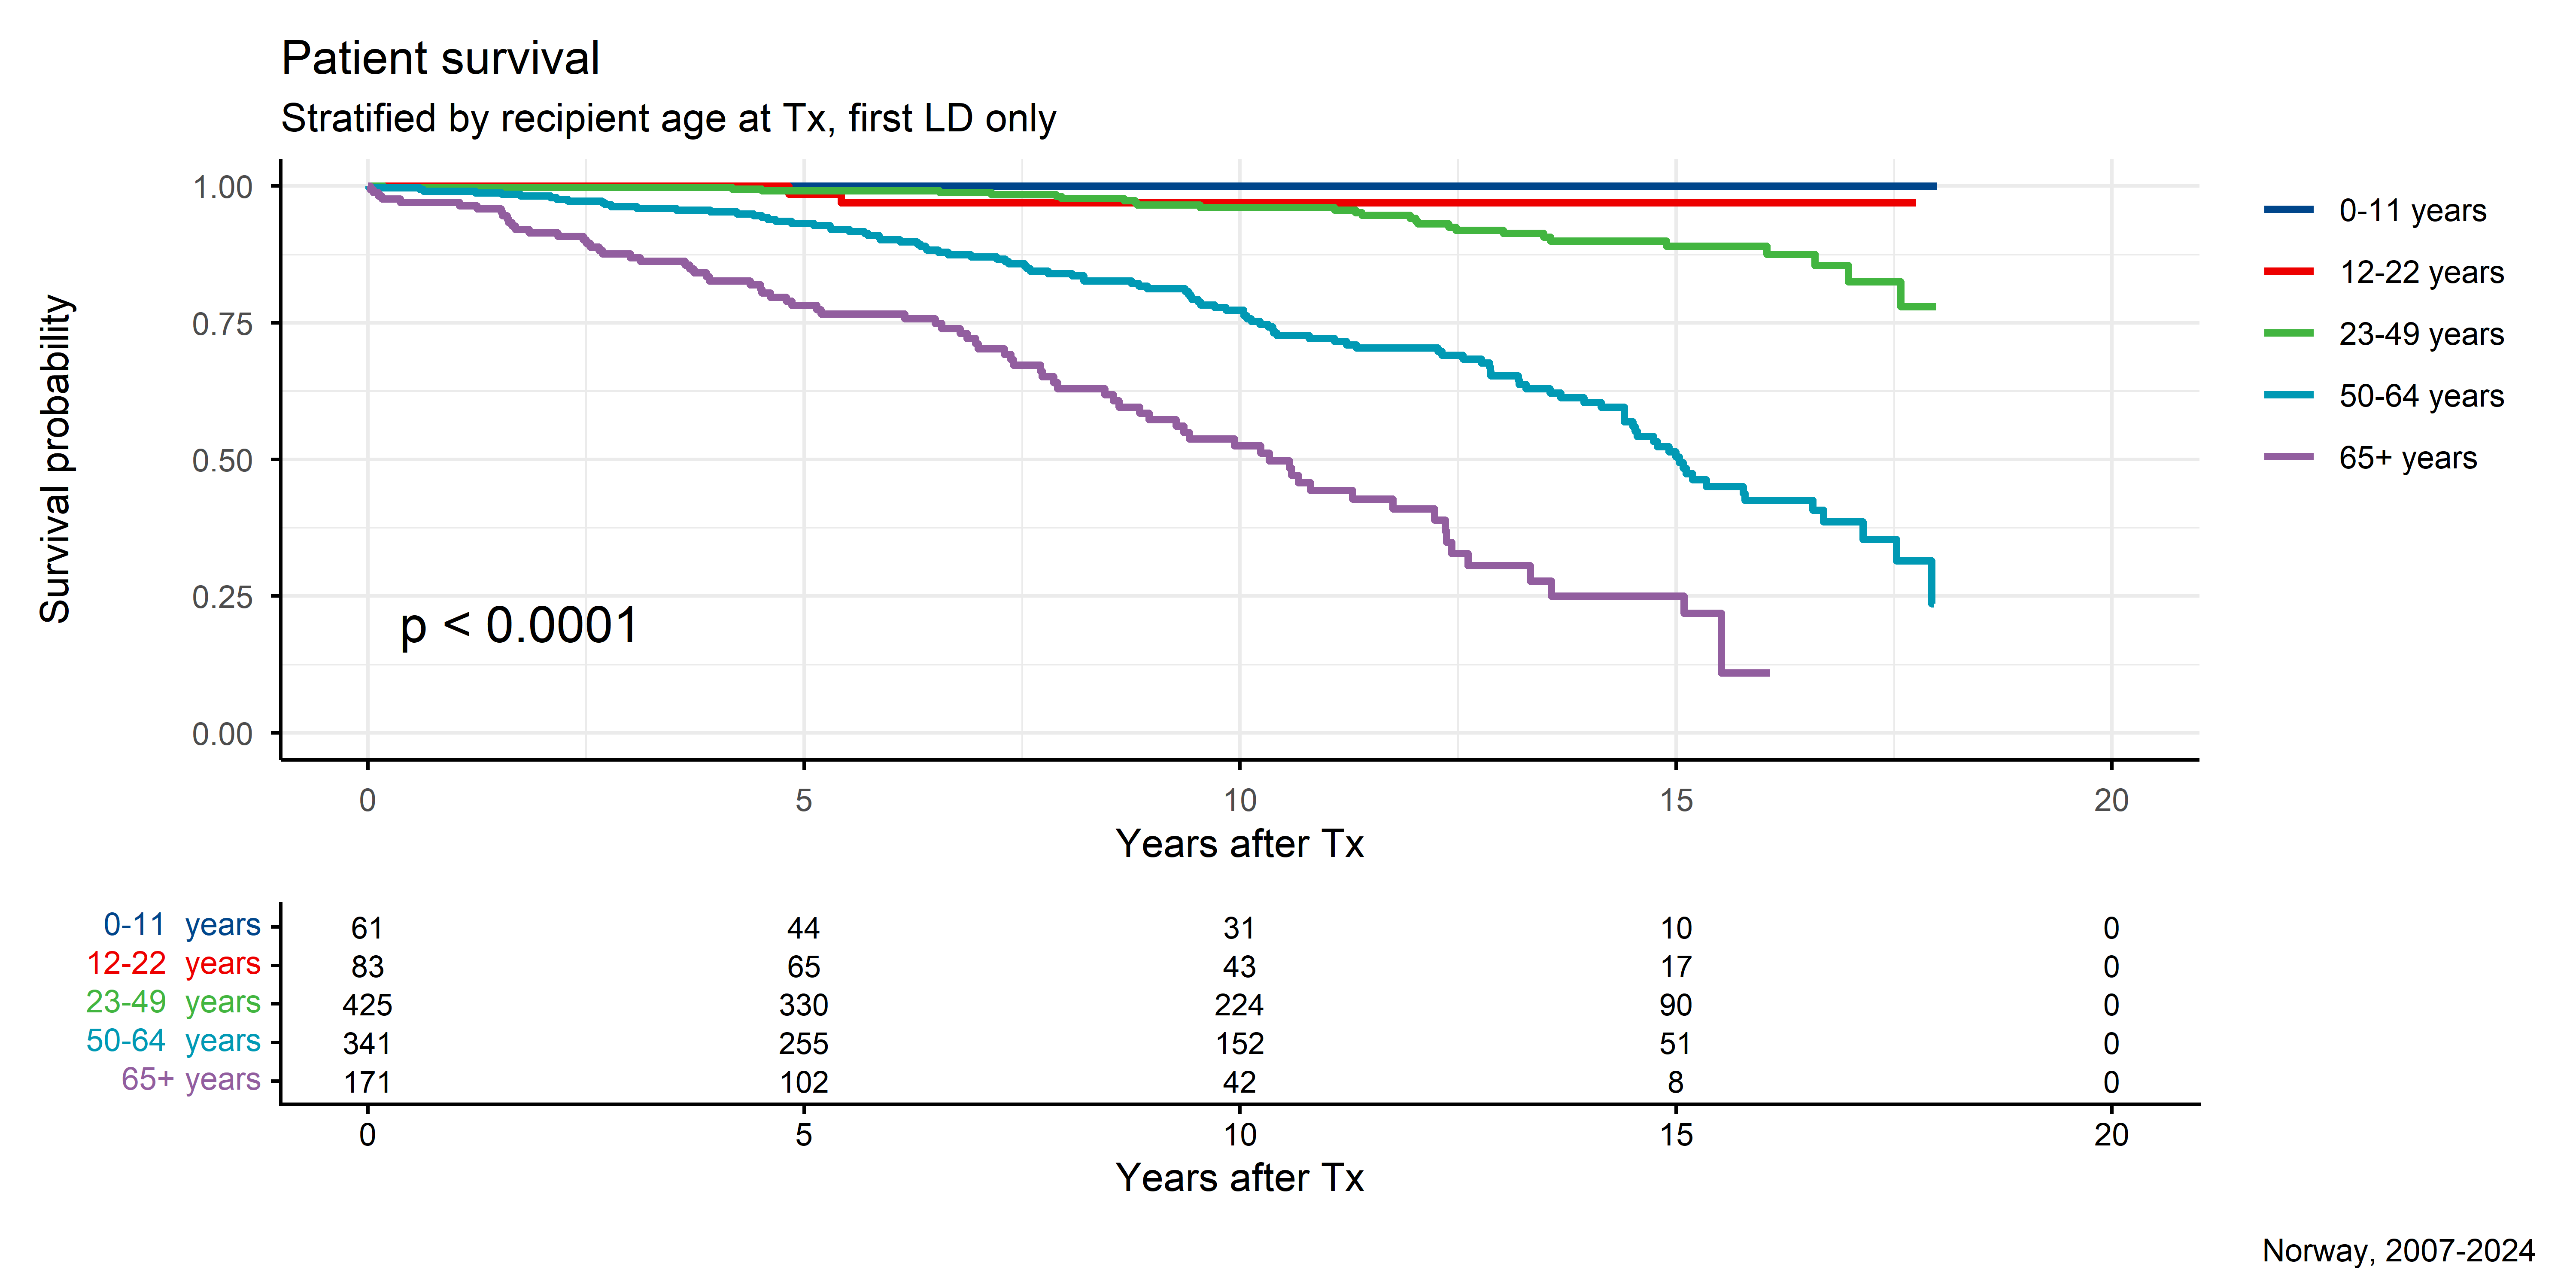 Patient survival
Stratified by recipient age at Tx, first LD only
Survival probability
1.00
0.75
0.50
0.25
0.00
p < 0.0001
0 5 10 15 20
Years after Tx
0-11 years
12-22 years
23-49 years
50-64 years
65+ years
0-11 years 61 44 31 10 0
12-22 years 83 65 43 17 0
23-49 years 425 330 224 90 0
50-64 years 341 255 152 51 0
65+ years 171 102 42 8 0
0 5 10 15 20
Years after Tx
Norway, 2007-2024